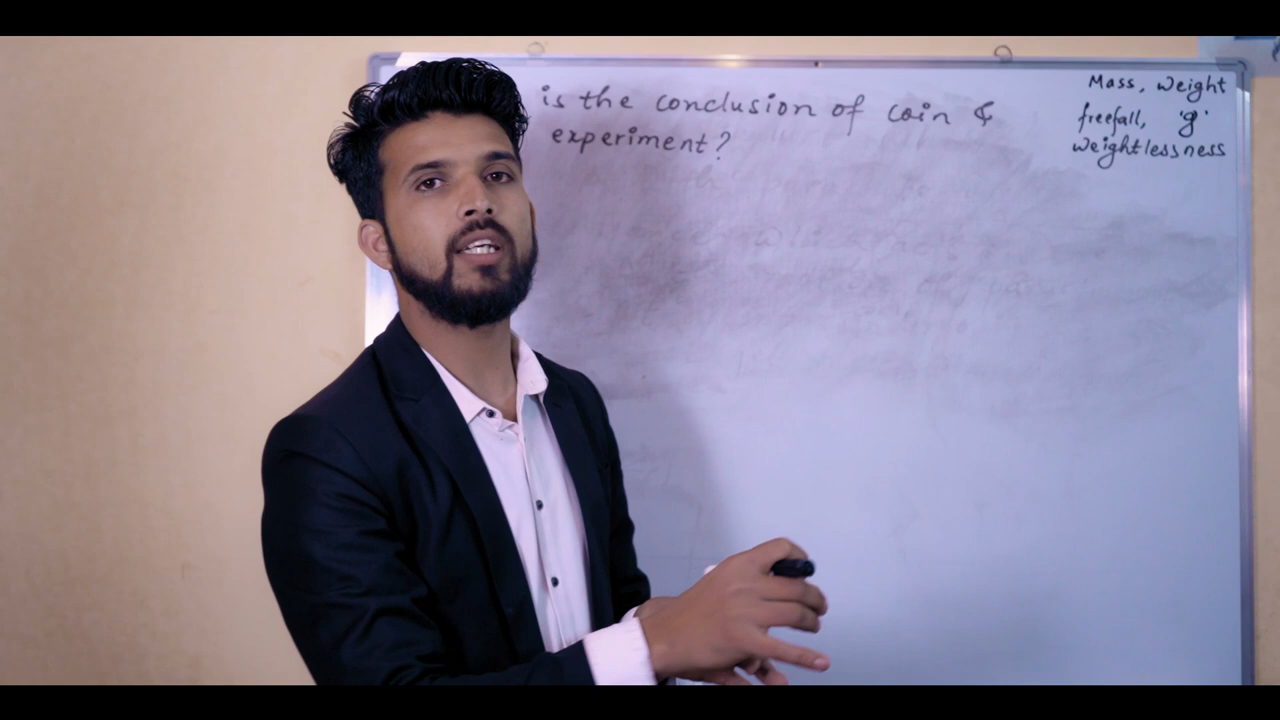 is the conclusion of coin &
experiment?
Mass, weight
freefall, 'g'
weightlessness